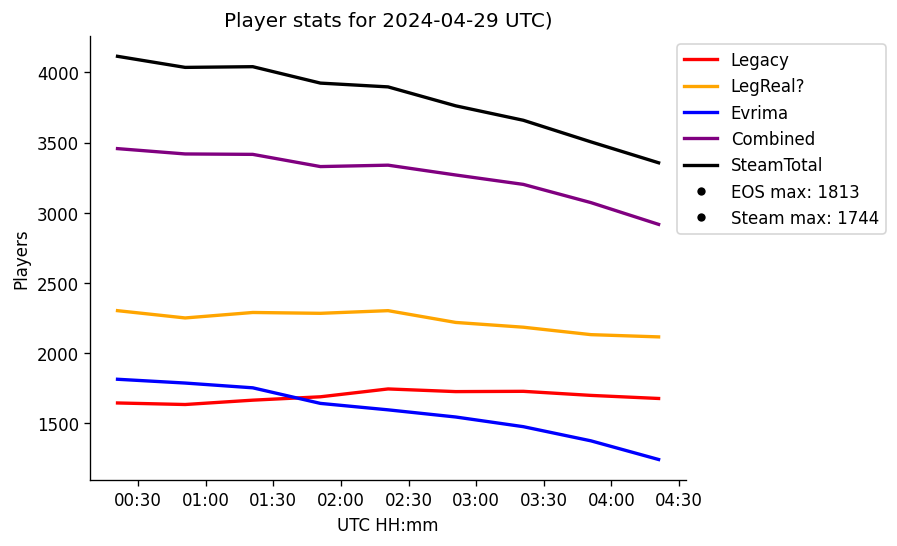 Player stats for 2024-04-29 UTC)
Legacy
LegReal?
Evrima
Combined
SteamTotal
EOS max: 1813
Steam max: 1744
Players
4000
3500
3000
2500
2000
1500
00:30 01:00 01:30 02:00 02:30 03:00 03:30 04:00 04:30
UTC HH:mm